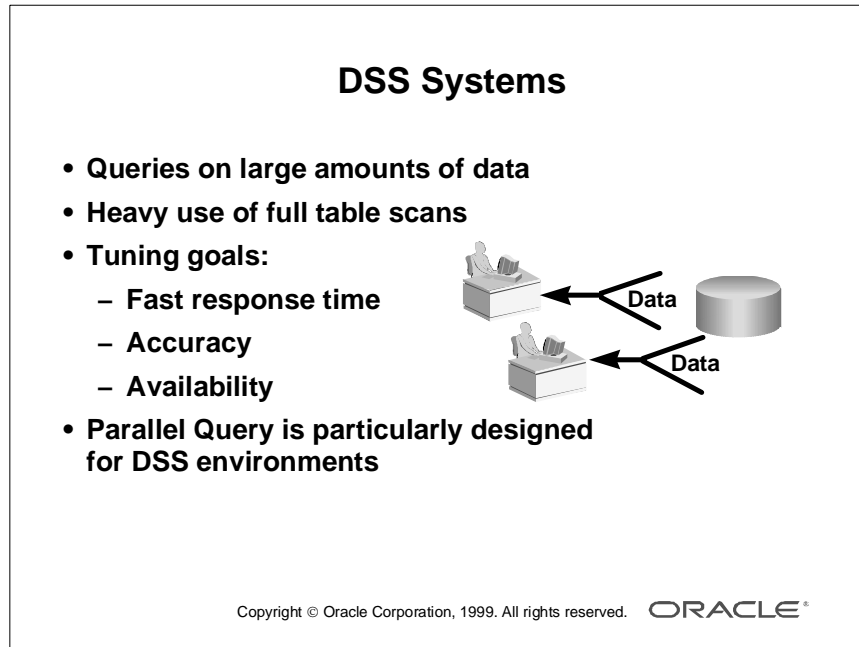 DSS Systems
• Queries on large amounts of data
• Heavy use of full table scans
• Tuning goals:
– Fast response time
– Accuracy
– Availability
Data
Data
• Parallel Query is particularly designed
for DSS environments
Copyright © Oracle Corporation, 1999. All rights reserved. ORACLE®